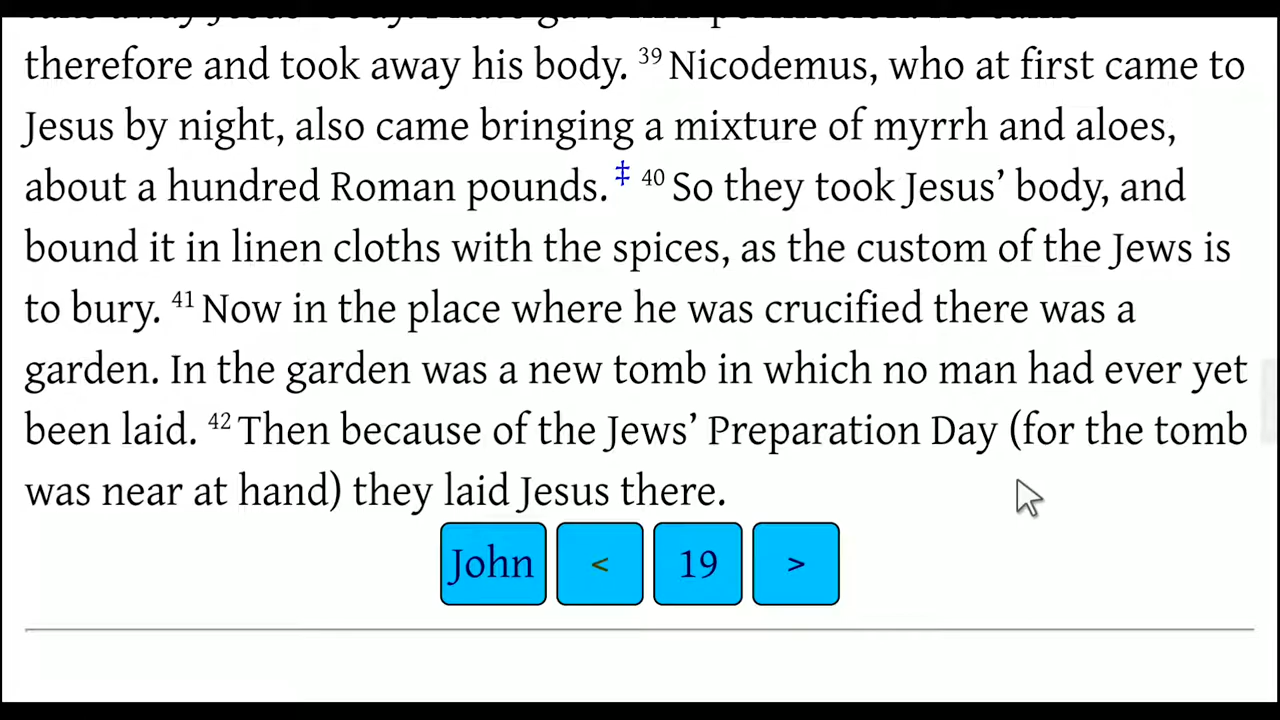 therefore and took away his body. ³⁹ Nicodemus, who at first came to
Jesus by night, also came bringing a mixture of myrrh and aloes,
about a hundred Roman pounds.‡ ⁴⁰ So they took Jesus’ body, and
bound it in linen cloths with the spices, as the custom of the Jews is
to bury. ⁴¹ Now in the place where he was crucified there was a
garden. In the garden was a new tomb in which no man had ever yet
been laid. ⁴² Then because of the Jews’ Preparation Day (for the tomb
was near at hand) they laid Jesus there.
John < 19 >